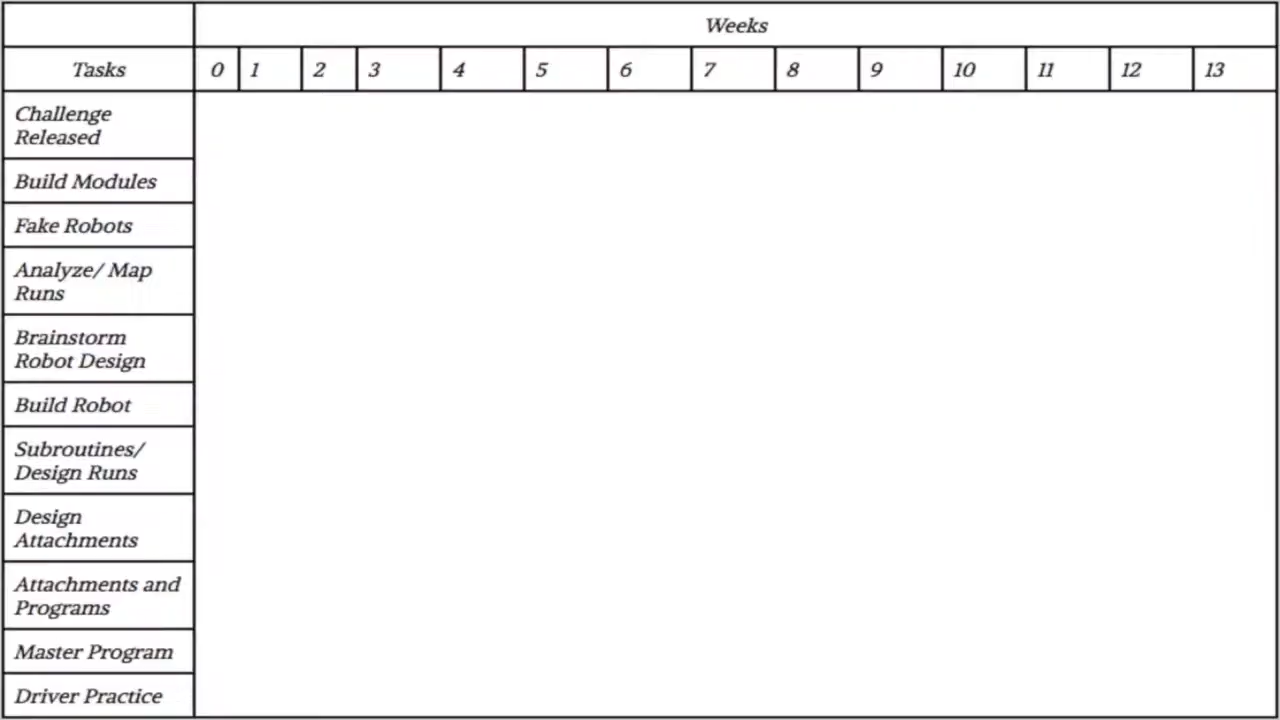 Weeks
Tasks 0 1 2 3 4 5 6 7 8 9 10 11 12 13
Challenge
Released
Build Modules
Fake Robots
Analyze/ Map
Runs
Brainstorm
Robot Design
Build Robot
Subroutines/
Design Runs
Design
Attachments
Attachments and
Programs
Master Program
Driver Practice